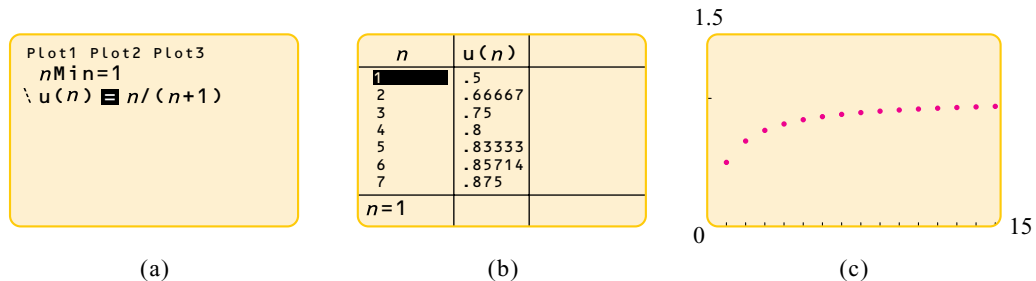 Plot1 Plot2 Plot3
nMin=1
\u(n) = n/(n+1)
(a)
n u(n)
1 .5
2 .66667
3 .75
4 .8
5 .83333
6 .85714
7 .875
n=1
(b)
1.5
0
15
(c)